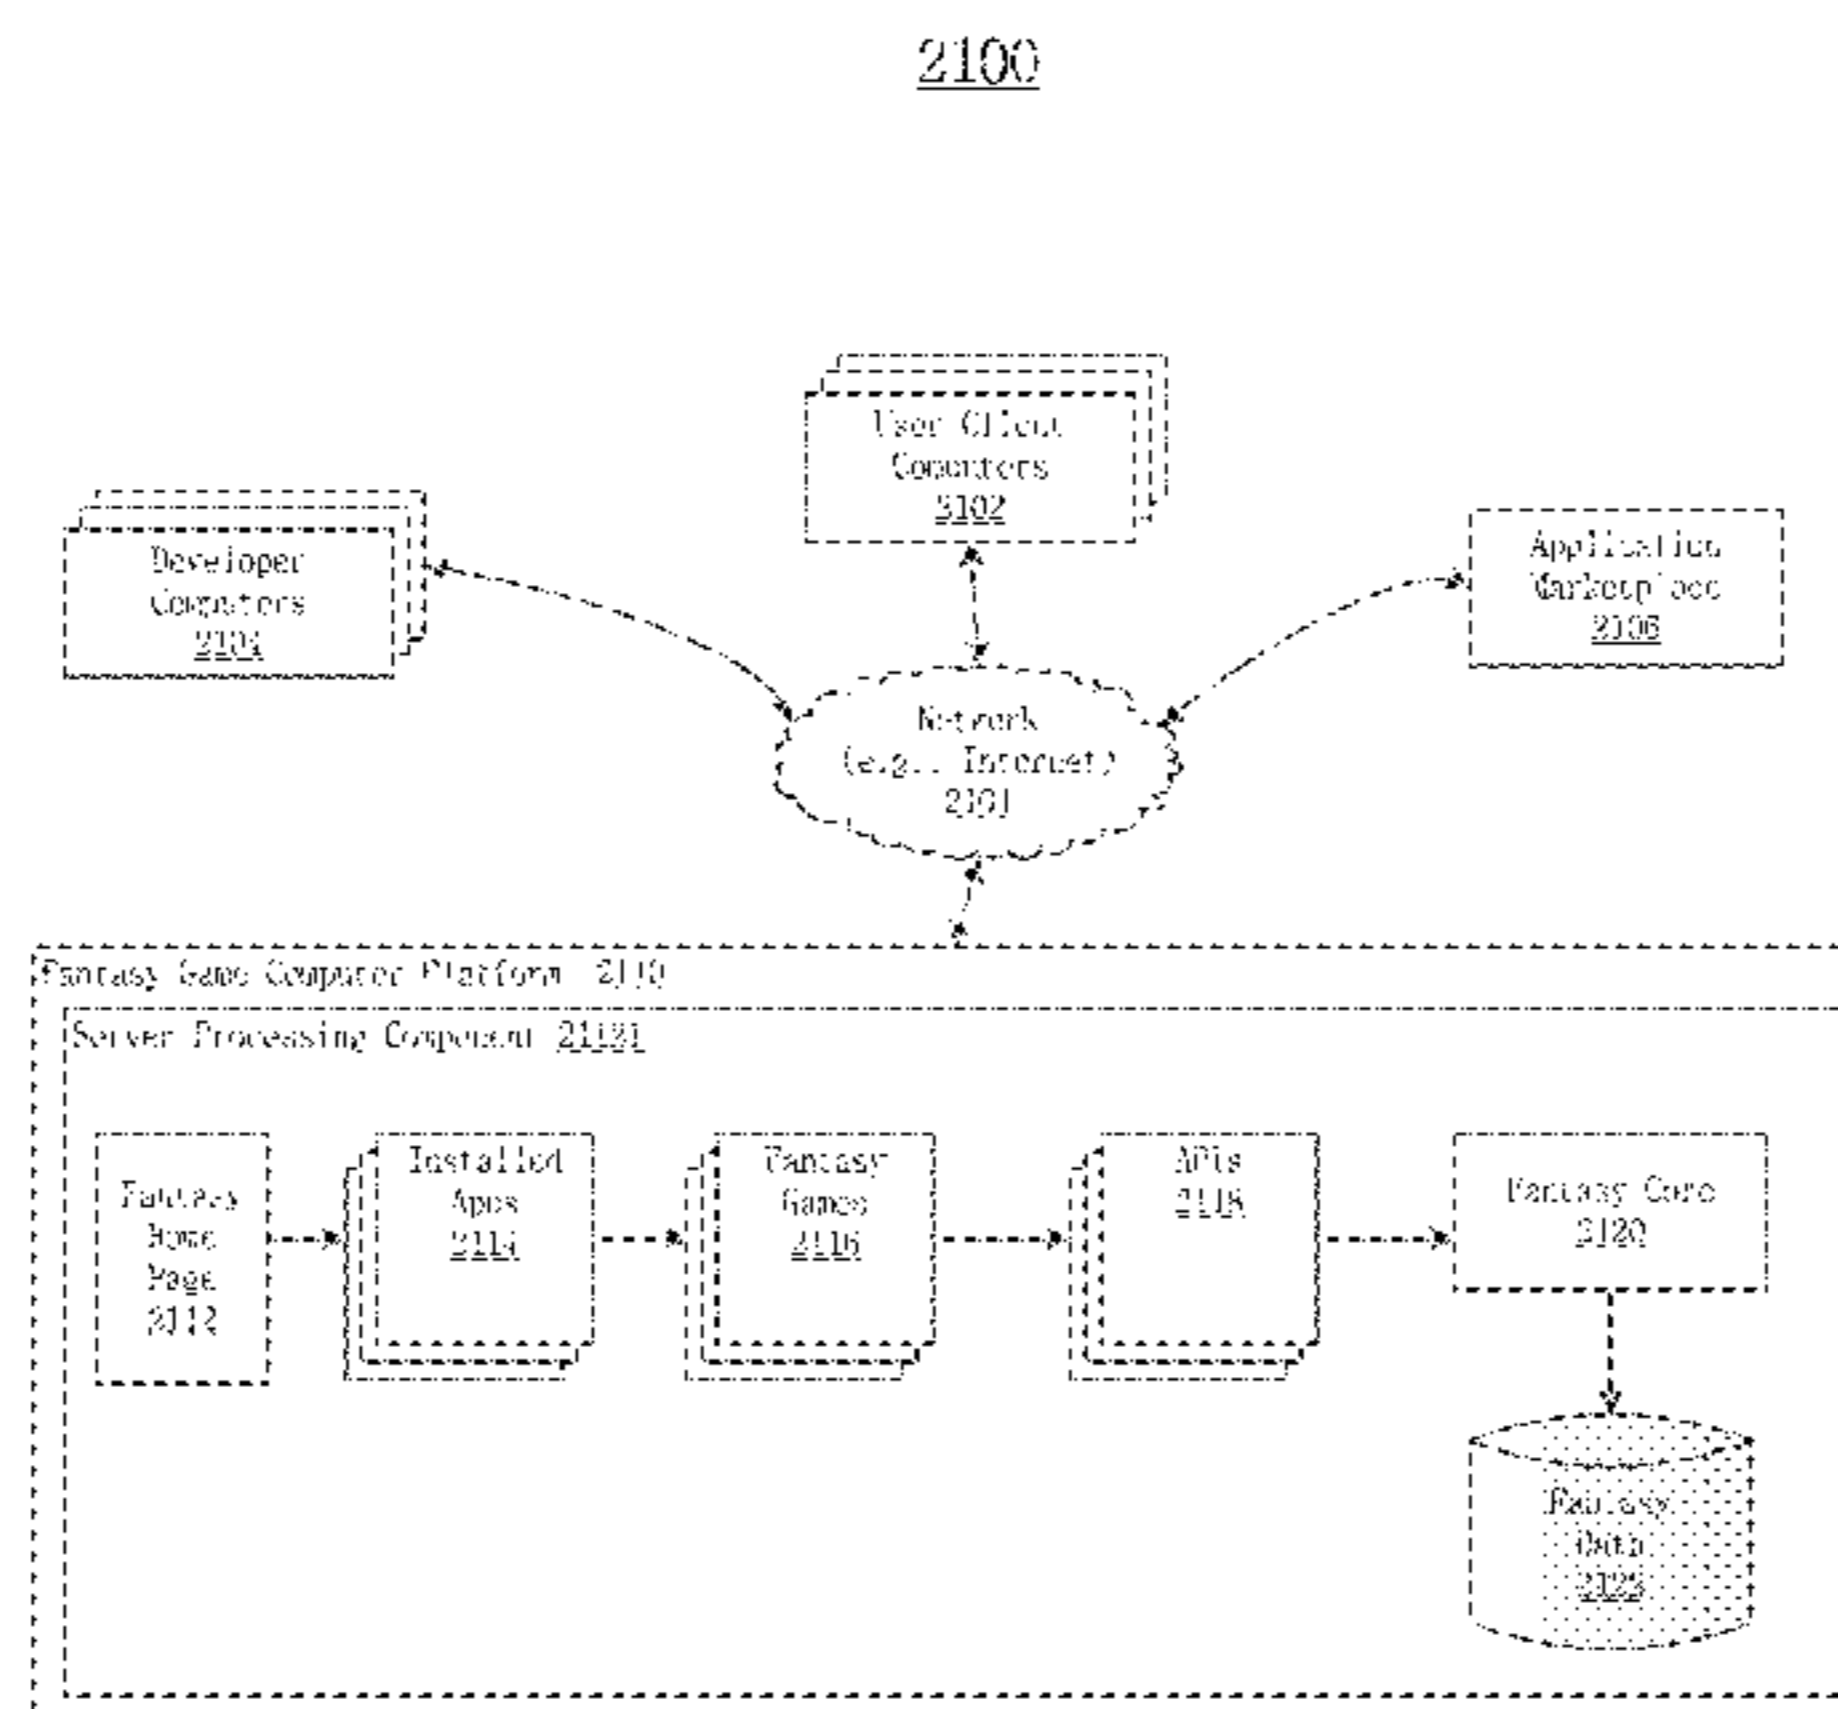 2100
User Client
Computers
2102
Developer
Computers
2104
Application
Marketplace
2106
Network
(e.g., Internet)
2101
Fantasy Game Computer Platform 2110
Server Processing Component 21121
Fantasy
Home
Page
2112
Installed
Apps
2114
Fantasy
Games
2116
APIs
2118
Fantasy Core
2120
Fantasy
Data